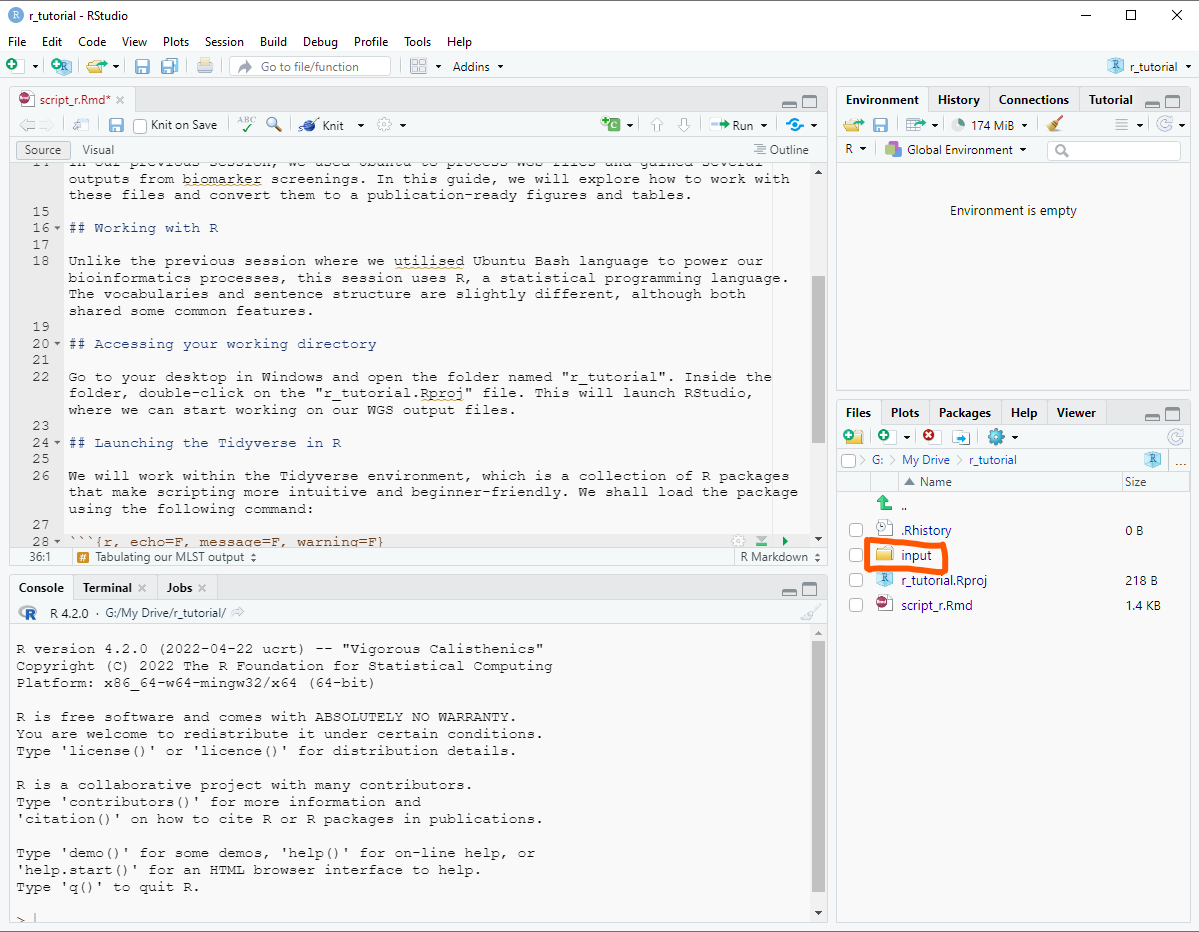 r_tutorial - RStudio
File Edit Code View Plots Session Build Debug Profile Tools Help
Go to file/function Addins r_tutorial
script_r.Rmd*
Knit on Save ABC Knit Run
Source Visual Outline
14 In our previous session, we used Ubuntu to process WGS files and gained several
outputs from biomarker screenings. In this guide, we will explore how to work with
these files and convert them to a publication-ready figures and tables.
15
16 ## Working with R
17
18 Unlike the previous session where we utilised Ubuntu Bash language to power our
bioinformatics processes, this session uses R, a statistical programming language.
The vocabularies and sentence structure are slightly different, although both
shared some common features.
19
20 ## Accessing your working directory
21
22 Go to your desktop in Windows and open the folder named "r_tutorial". Inside the
folder, double-click on the "r_tutorial.Rproj" file. This will launch RStudio,
where we can start working on our WGS output files.
23
24 ## Launching the Tidyverse in R
25
26 We will work within the Tidyverse environment, which is a collection of R packages
that make scripting more intuitive and beginner-friendly. We shall load the package
using the following command:
27
28 ```{r, echo=F, message=F, warning=F}
36:1 # Tabulating our MLST output R Markdown
Console Terminal Jobs
R 4.2.0 · G:/My Drive/r_tutorial/
R version 4.2.0 (2022-04-22 ucrt) -- "Vigorous Calisthenics"
Copyright (C) 2022 The R Foundation for Statistical Computing
Platform: x86_64-w64-mingw32/x64 (64-bit)
R is free software and comes with ABSOLUTELY NO WARRANTY.
You are welcome to redistribute it under certain conditions.
Type 'license()' or 'licence()' for distribution details.
R is a collaborative project with many contributors.
Type 'contributors()' for more information and
'citation()' on how to cite R or R packages in publications.
Type 'demo()' for some demos, 'help()' for on-line help, or
'help.start()' for an HTML browser interface to help.
Type 'q()' to quit R.
>
Environment History Connections Tutorial
174 MiB
R Global Environment
Environment is empty
Files Plots Packages Help Viewer
G: My Drive r_tutorial R ...
Name Size
..
.Rhistory 0 B
input
r_tutorial.Rproj 218 B
script_r.Rmd 1.4 KB